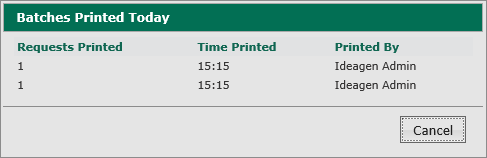 Batches Printed Today
Requests Printed Time Printed Printed By
1 15:15 Ideagen Admin
1 15:15 Ideagen Admin
Cancel